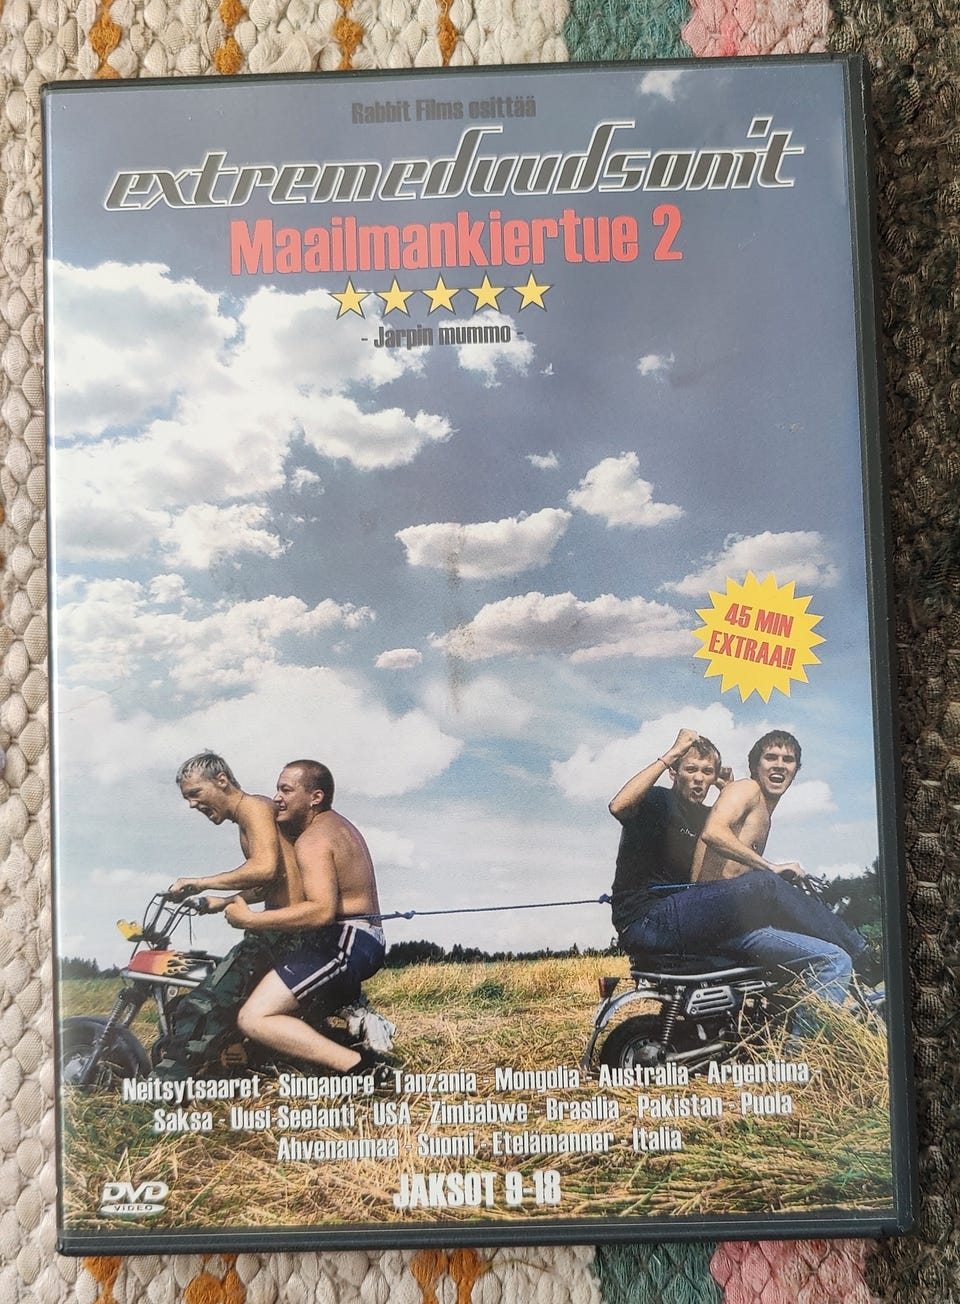 Rabbit Films esittää
extremeduudsonit
Maailmankiertue 2
- Jarpin mummo -
45 MIN
EXTRAA!!
Neitsytsaaret - Singapore - Tanzania - Mongolia - Australia - Argentiina -
Saksa - Uusi-Seelanti - USA - Zimbabwe - Brasilia - Pakistan - Puola
Ahvenanmaa - Suomi - Etelämanner - Italia
JAKSOT 9-18
DVD
VIDEO